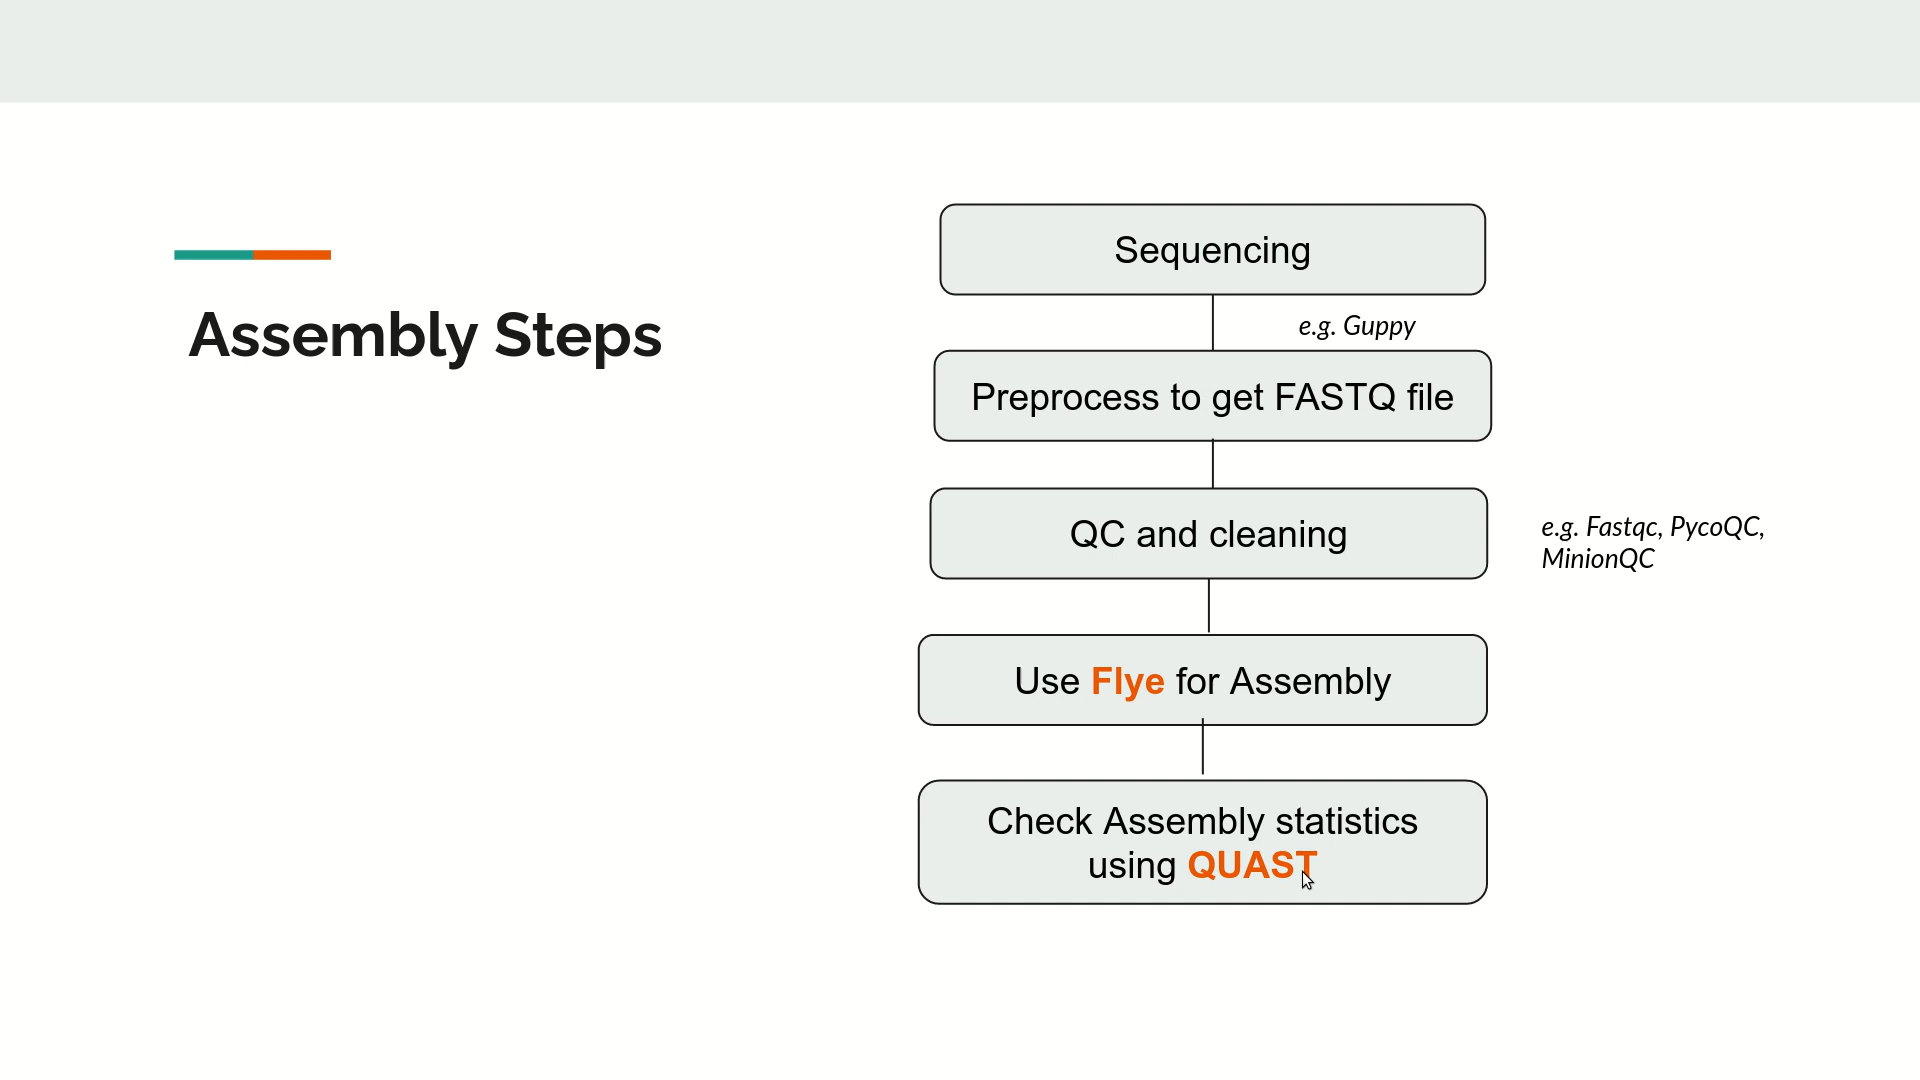 Assembly Steps
Sequencing
e.g. Guppy
Preprocess to get FASTQ file
QC and cleaning
e.g. Fastqc, PycoQC,
MinionQC
Use Flye for Assembly
Check Assembly statistics
using QUAST